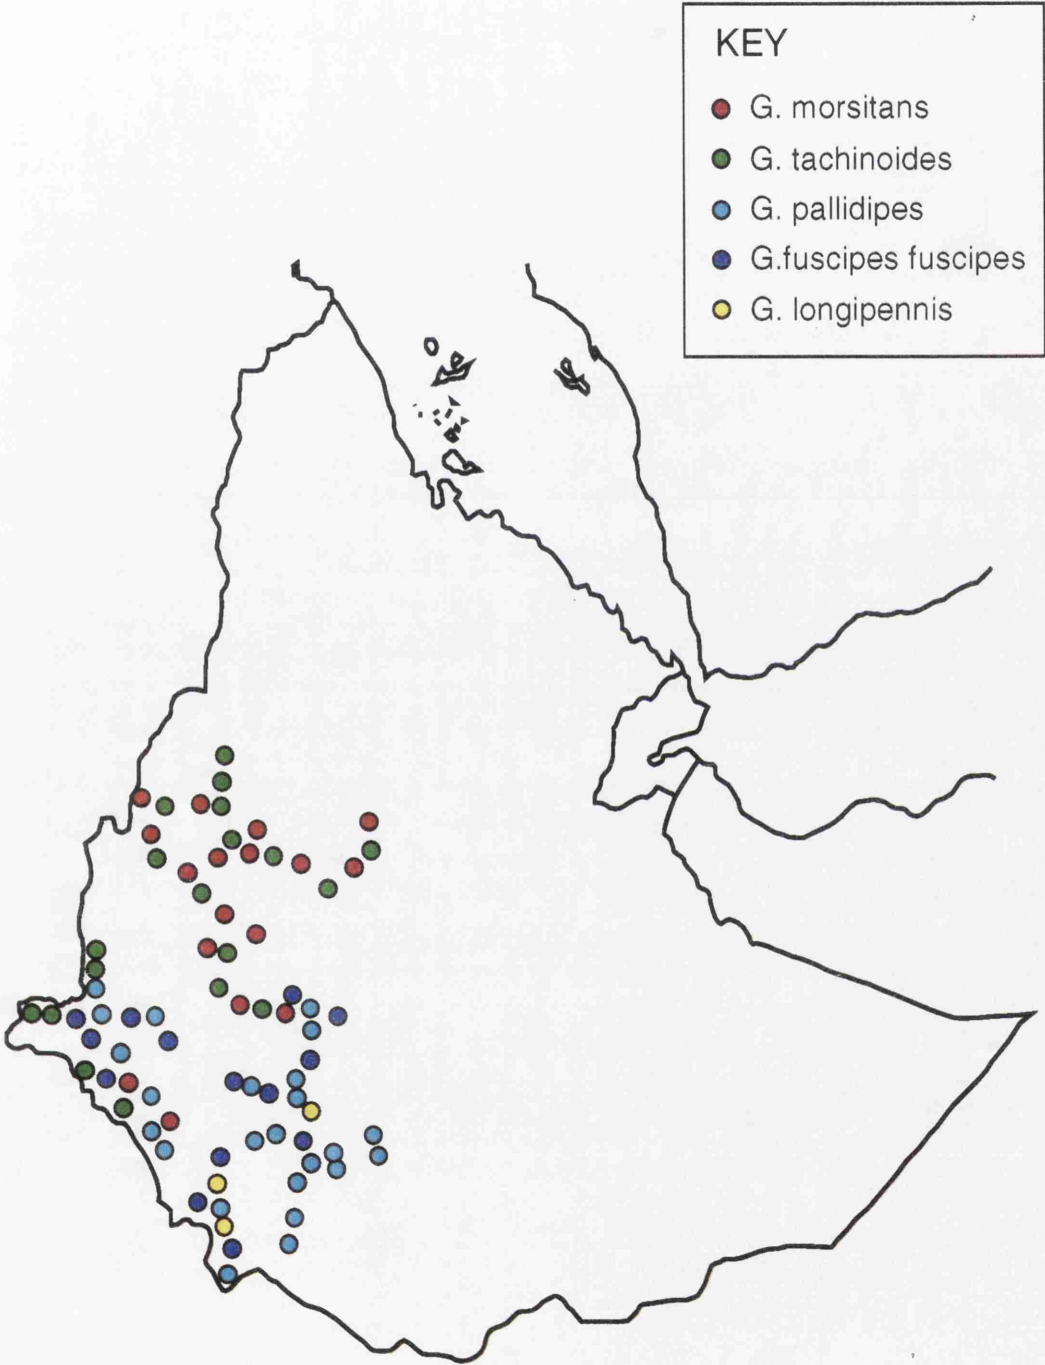 KEY
G. morsitans
G. tachinoides
G. pallidipes
G.fuscipes fuscipes
G. longipennis